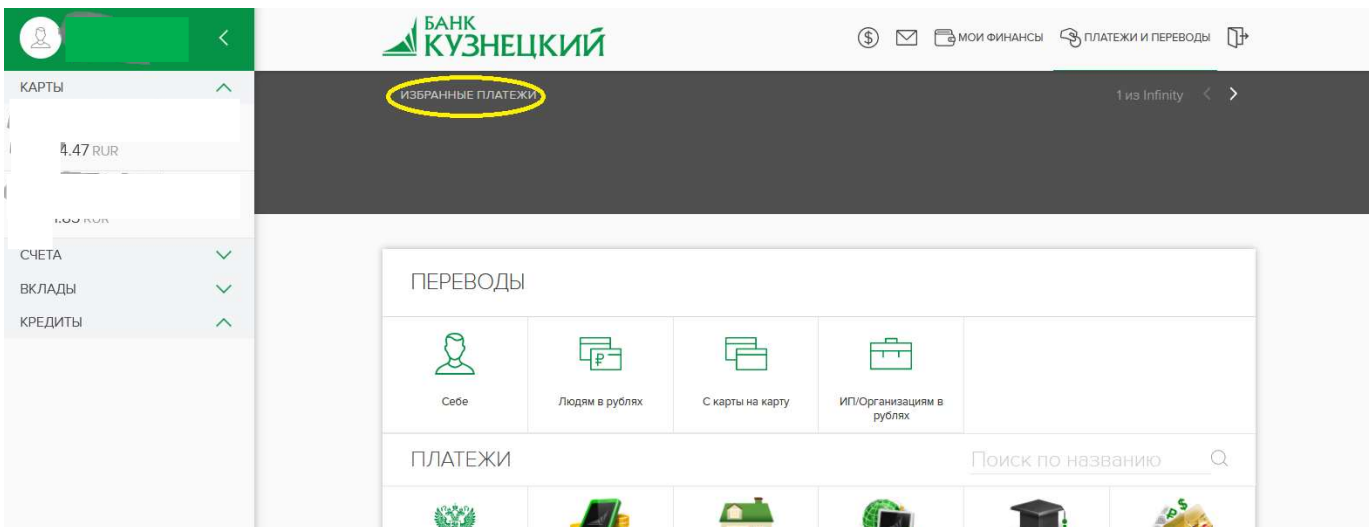 БАНК
КУЗНЕЦКИЙ
МОИ ФИНАНСЫ
ПЛАТЕЖИ И ПЕРЕВОДЫ
КАРТЫ
ИЗБРАННЫЕ ПЛАТЕЖИ
1 из Infinity
4.47 RUR
RUR
СЧЕТА
ВКЛАДЫ
КРЕДИТЫ
ПЕРЕВОДЫ
Себе
Людям в рублях
С карты на карту
ИП/Организациям в
рублях
ПЛАТЕЖИ
Поиск по названию